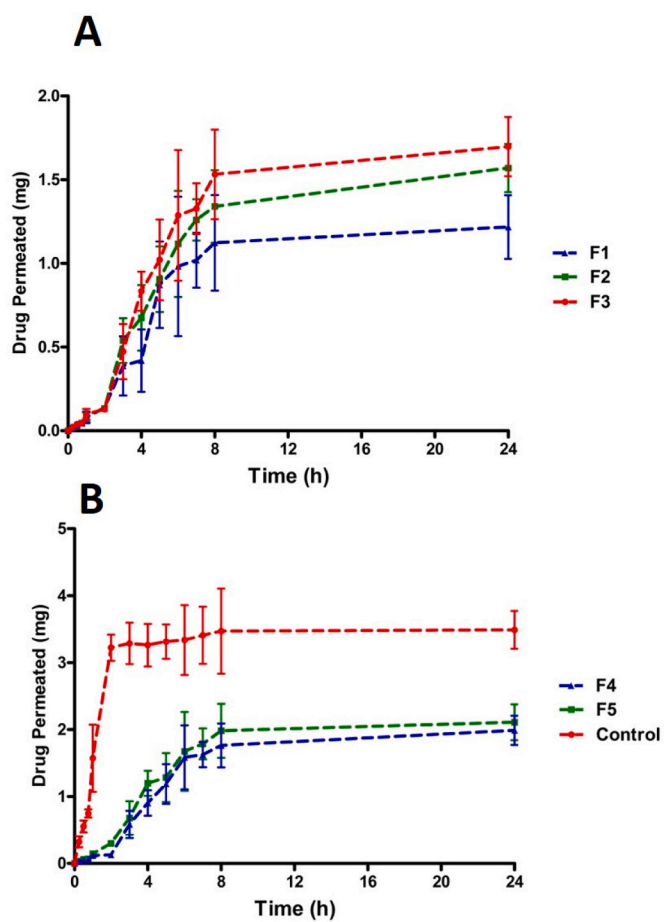 A
2.0
1.5
1.0
0.5
0.0
Drug Permeated (mg)
0 4 8 12 16 20 24
Time (h)
F1
F2
F3
B
5
4
3
2
1
0
Drug Permeated (mg)
0 4 8 12 16 20 24
Time (h)
F4
F5
Control